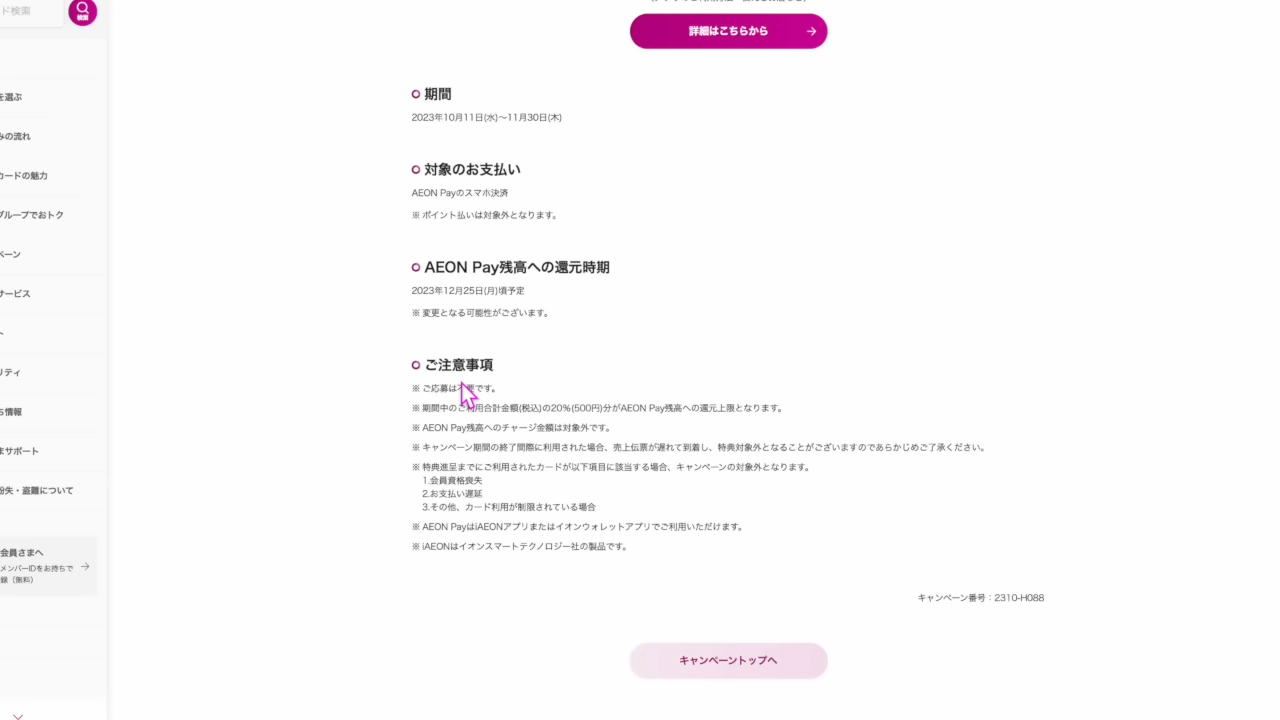 ド検索
検索
詳細はこちらから
期間
2023年10月11日(水)～11月30日(木)
対象のお支払い
AEON Payのスマホ決済
※ ポイント払いは対象外となります。
AEON Pay残高への還元時期
2023年12月25日(月)頃予定
※ 変更となる可能性がございます。
ご注意事項
※ ご応募は不要です。
※ 期間中のご利用合計金額(税込)の20%(500円)分がAEON Pay残高への還元上限となります。
※ AEON Pay残高へのチャージ金額は対象外です。
※ キャンペーン期間の終了間際に利用された場合、売上伝票が遅れて到着し、特典対象外となることがございますのであらかじめご了承ください。
※ 特典進呈までにご利用されたカードが以下項目に該当する場合、キャンペーンの対象外となります。
1.会員資格喪失
2.お支払い遅延
3.その他、カード利用が制限されている場合
※ AEON PayはiAEONアプリまたはイオンウォレットアプリでご利用いただけます。
※ iAEONはイオンスマートテクノロジー社の製品です。
キャンペーン番号：2310-H088
キャンペーントップへ
を選ぶ
みの流れ
カードの魅力
グループでおトク
ペーン
サービス
ト
リティ
ち情報
まサポート
紛失・盗難について
会員さまへ
メンバーIDをお持ちで
録（無料）